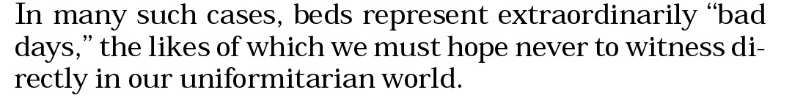 In many such cases, beds represent extraordinarily “bad
days,” the likes of which we must hope never to witness di-
rectly in our uniformitarian world.